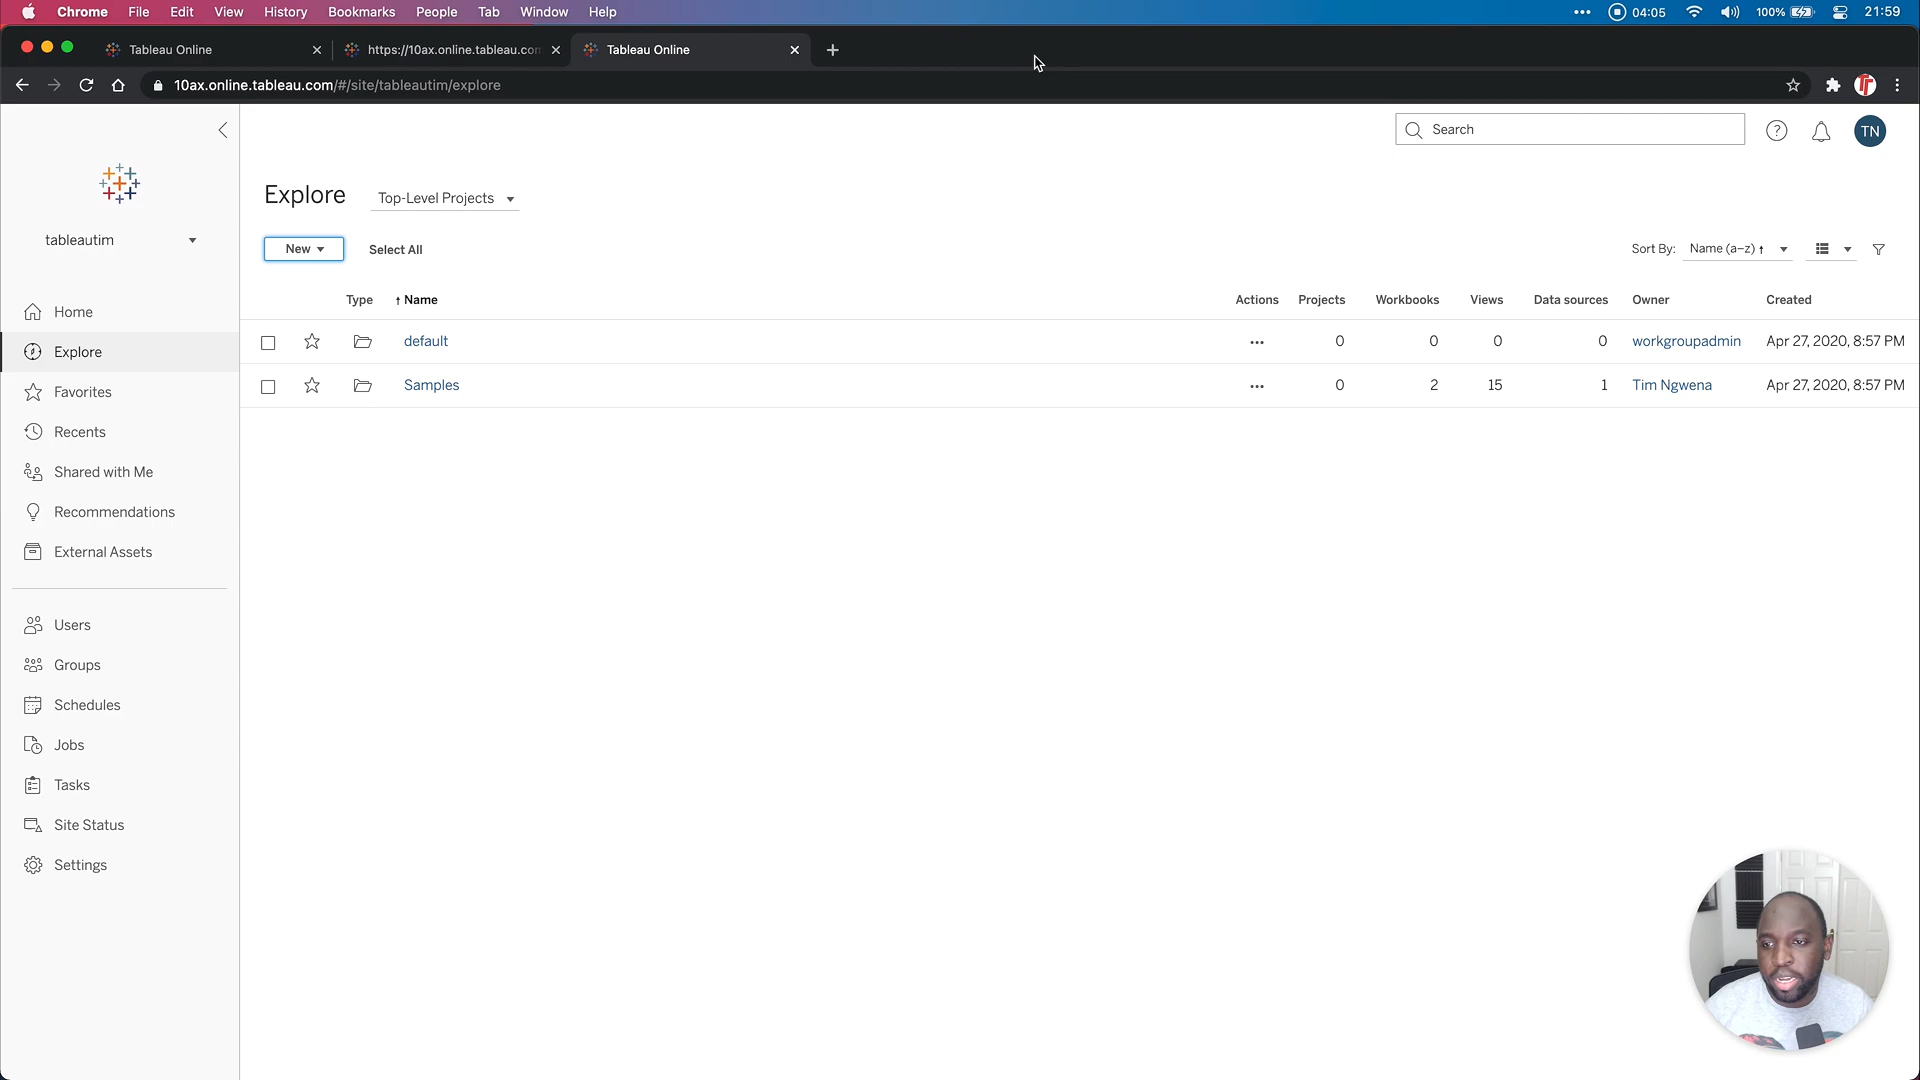 Chrome File Edit View History Bookmarks People Tab Window Help ••• 04:05 100% 21:59
Tableau Online https://10ax.online.tableau.com Tableau Online
10ax.online.tableau.com/#/site/tableautim/explore
Search ? TN
Explore Top-Level Projects
tableautim
New Select All Sort By: Name (a–z) ↑
Type ↑ Name Actions Projects Workbooks Views Data sources Owner Created
default ••• 0 0 0 0 workgroupadmin Apr 27, 2020, 8:57 PM
Samples ••• 0 2 15 1 Tim Ngwena Apr 27, 2020, 8:57 PM
Home
Explore
Favorites
Recents
Shared with Me
Recommendations
External Assets
Users
Groups
Schedules
Jobs
Tasks
Site Status
Settings